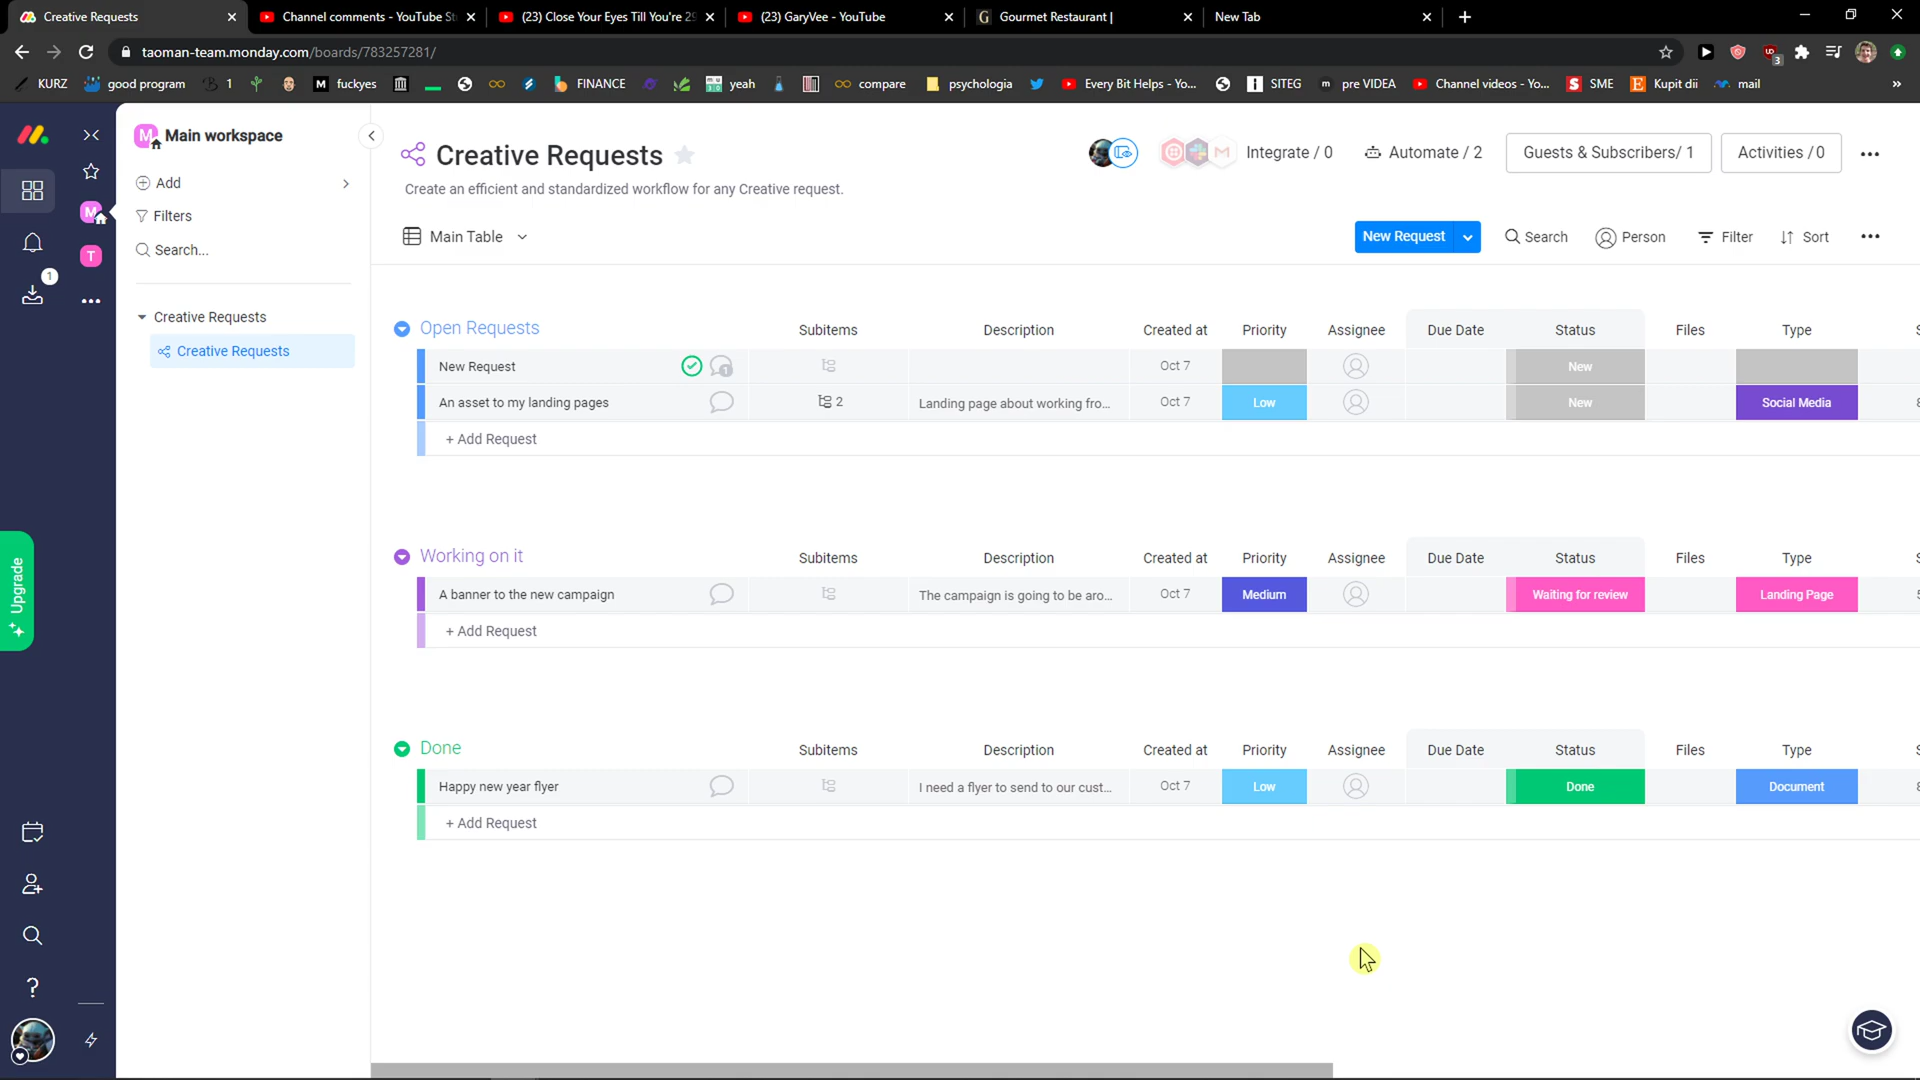 Creative Requests
Channel comments - YouTube St
(23) Close Your Eyes Till You're 29
(23) GaryVee - YouTube
Gourmet Restaurant |
New Tab
taoman-team.monday.com/boards/783257281/
KURZ
good program
1
fuckyes
FINANCE
yeah
compare
psychologia
Every Bit Helps - Yo...
SITEG
pre VIDEA
Channel videos - Yo...
SME
Kupit dii
mail
3
Main workspace
Add
Filters
Search...
Creative Requests
Creative Requests
1
Upgrade
Creative Requests
Create an efficient and standardized workflow for any Creative request.
Integrate / 0
Automate / 2
Guests & Subscribers/ 1
Activities / 0
Main Table
New Request
Search
Person
Filter
Sort
Open Requests Subitems Description Created at Priority Assignee Due Date Status Files Type
New Request 1 Oct 7 New
An asset to my landing pages 2 Landing page about working fro... Oct 7 Low New Social Media
+ Add Request
Working on it Subitems Description Created at Priority Assignee Due Date Status Files Type
A banner to the new campaign The campaign is going to be aro... Oct 7 Medium Waiting for review Landing Page
+ Add Request
Done Subitems Description Created at Priority Assignee Due Date Status Files Type
Happy new year flyer I need a flyer to send to our cust... Oct 7 Low Done Document
+ Add Request